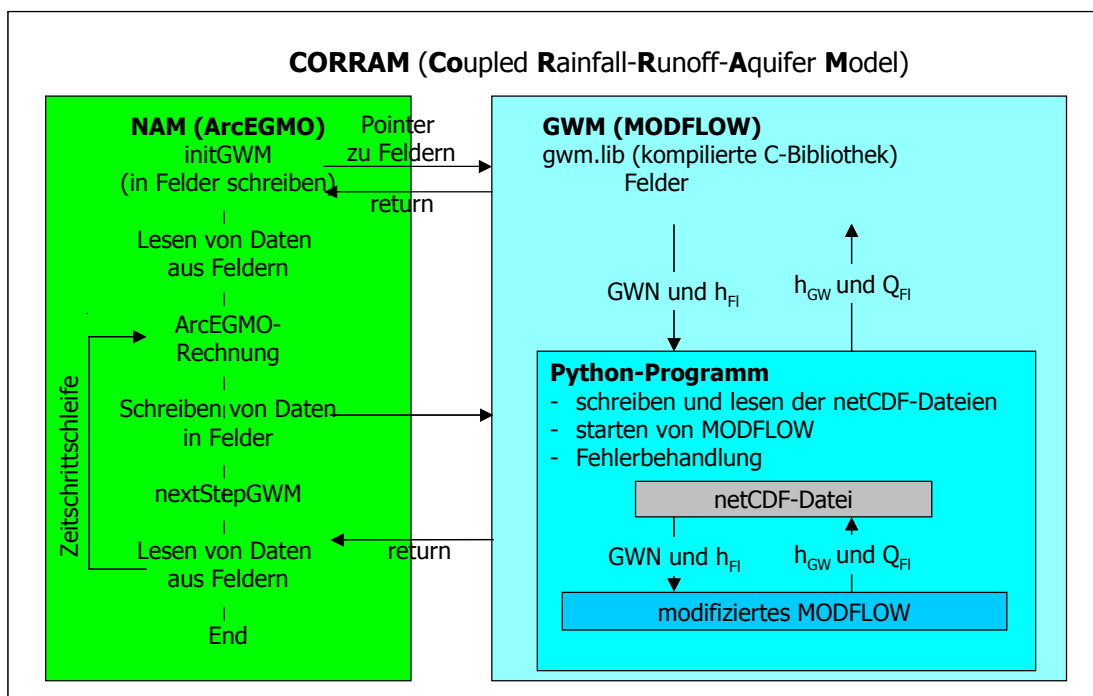 CORRAM (Coupled Rainfall-Runoff-Aquifer Model)
NAM (ArcEGMO)
initGWM
(in Felder schreiben)
Lesen von Daten
aus Feldern
ArcEGMO-
Rechnung
Schreiben von Daten
in Felder
nextStepGWM
Lesen von Daten
aus Feldern
End
Zeitschrittschleife
Pointer
zu Feldern
return
return
GWM (MODFLOW)
gwm.lib (kompilierte C-Bibliothek)
Felder
GWN und hFl
hGW und QFl
Python-Programm
- schreiben und lesen der netCDF-Dateien
- starten von MODFLOW
- Fehlerbehandlung
netCDF-Datei
GWN und hFl
hGW und QFl
modifiziertes MODFLOW